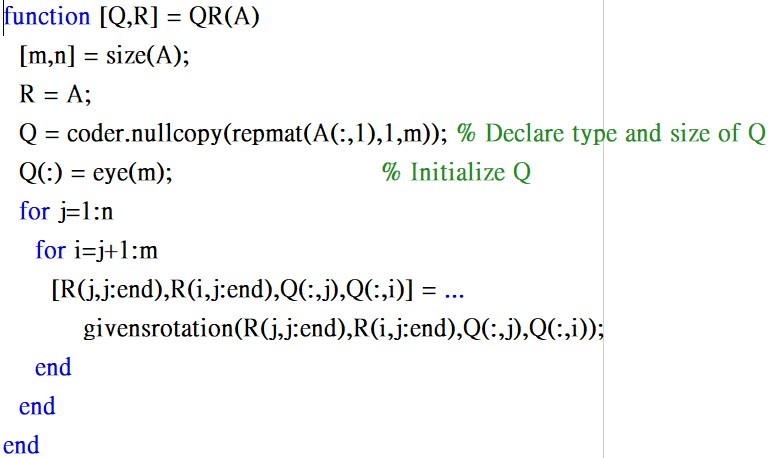 function [Q,R] = QR(A)
[m,n] = size(A);
R = A;
Q = coder.nullcopy(repmat(A(:,1),1,m)); % Declare type and size of Q
Q(:) = eye(m); % Initialize Q
for j=1:n
for i=j+1:m
[R(j,j:end),R(i,j:end),Q(:,j),Q(:,i)] = ...
givensrotation(R(j,j:end),R(i,j:end),Q(:,j),Q(:,i));
end
end
end